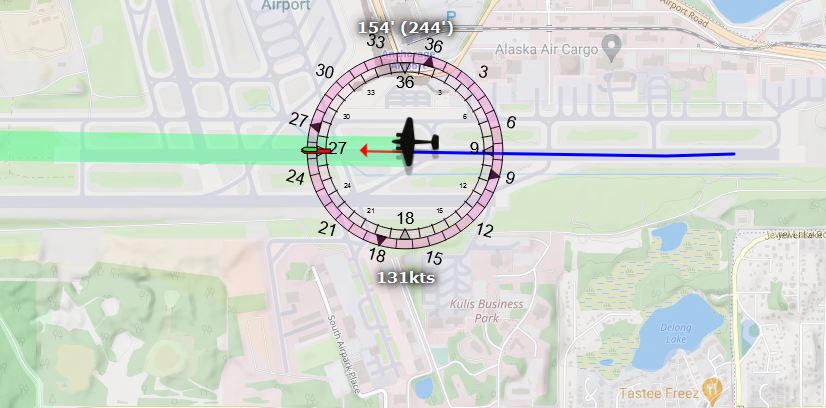 Airport
P
Airport Road
154' (244')
Alaska Air Cargo
33
36
30
36
3
33
3
27
30
6
6
27
9
24
24
12
9
21
15
21
18
12
18
15
131kts
Kulis Business
Park
South Airpark Place
Delong
Lake
Tastee Freez